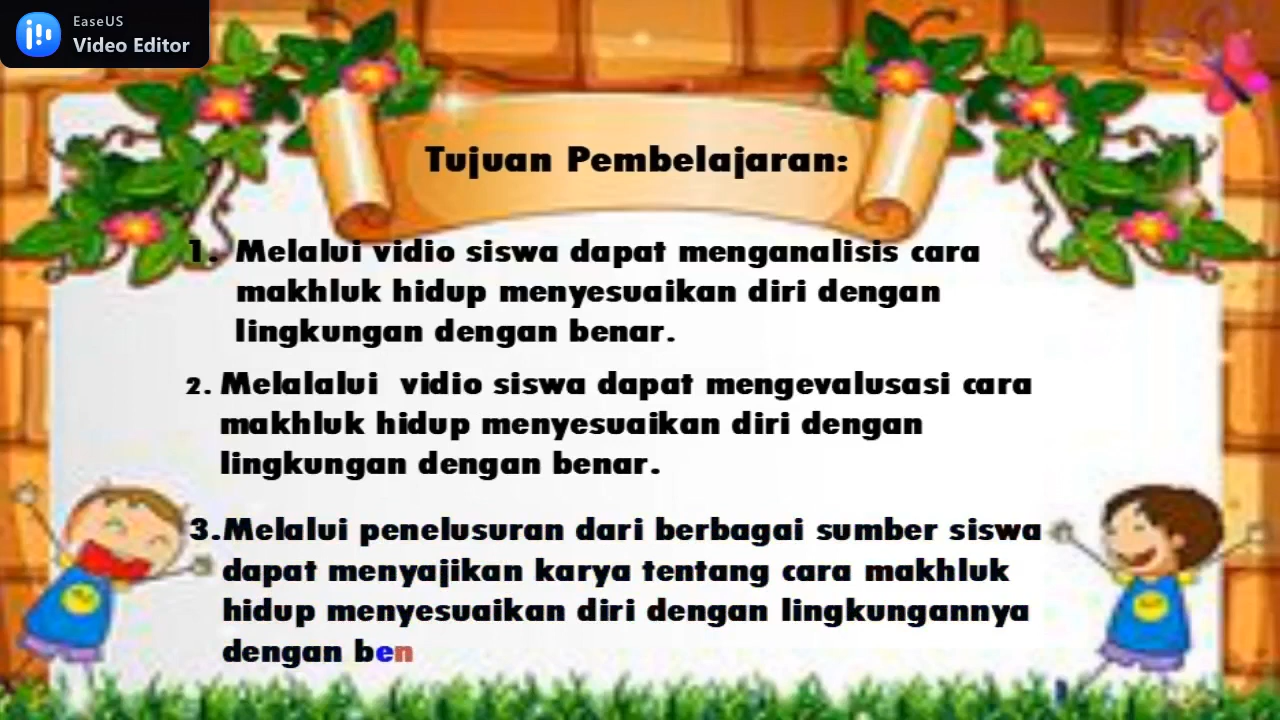 EaseUS
Video Editor
Tujuan Pembelajaran:
1. Melalui vidio siswa dapat menganalisis cara
makhluk hidup menyesuaikan diri dengan
lingkungan dengan benar.
2. Melalalui vidio siswa dapat mengevalusasi cara
makhluk hidup menyesuaikan diri dengan
lingkungan dengan benar.
3.Melalui penelusuran dari berbagai sumber siswa
dapat menyajikan karya tentang cara makhluk
hidup menyesuaikan diri dengan lingkungannya
dengan ben